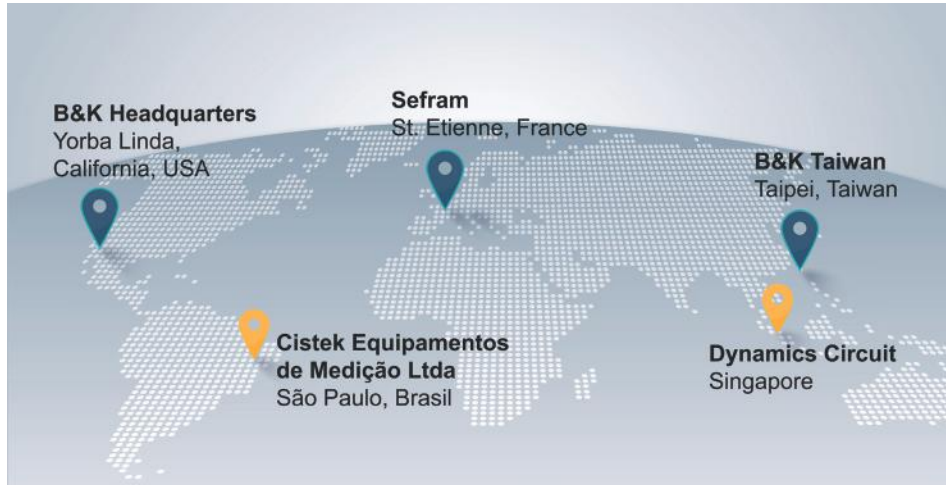 B&K Headquarters
Yorba Linda,
California, USA
Sefram
St. Etienne, France
B&K Taiwan
Taipei, Taiwan
Cistek Equipamentos
de Medição Ltda
São Paulo, Brasil
Dynamics Circuit
Singapore